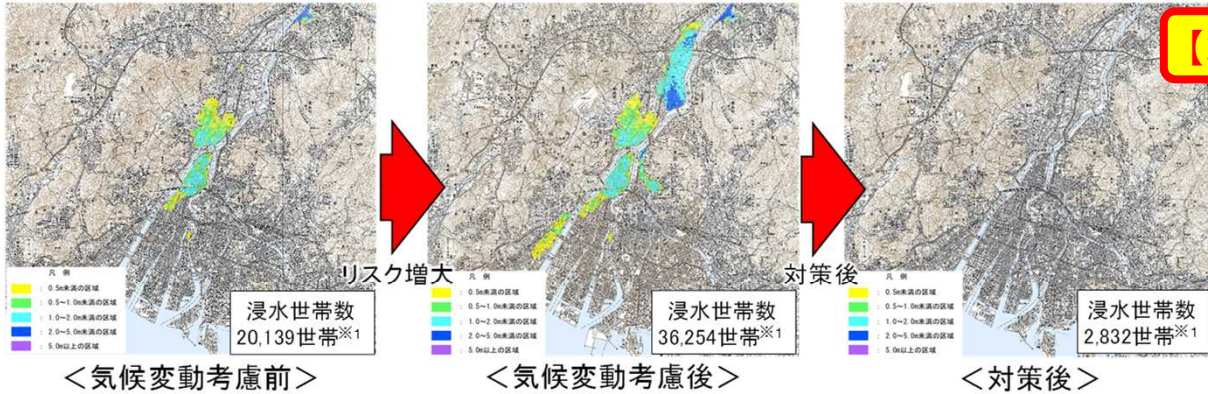 【
リスク増大
対策後
凡 例
: 0.5m未満の区域
: 0.5～1.0m未満の区域
: 1.0～2.0m未満の区域
: 2.0～5.0m未満の区域
: 5.0m以上の区域
浸水世帯数
20,139世帯※1
凡 例
: 0.5m未満の区域
: 0.5～1.0m未満の区域
: 1.0～2.0m未満の区域
: 2.0～5.0m未満の区域
: 5.0m以上の区域
浸水世帯数
36,254世帯※1
凡 例
: 0.5m未満の区域
: 0.5～1.0m未満の区域
: 1.0～2.0m未満の区域
: 2.0～5.0m未満の区域
: 5.0m以上の区域
浸水世帯数
2,832世帯※1
＜気候変動考慮前＞
＜気候変動考慮後＞
＜対策後＞